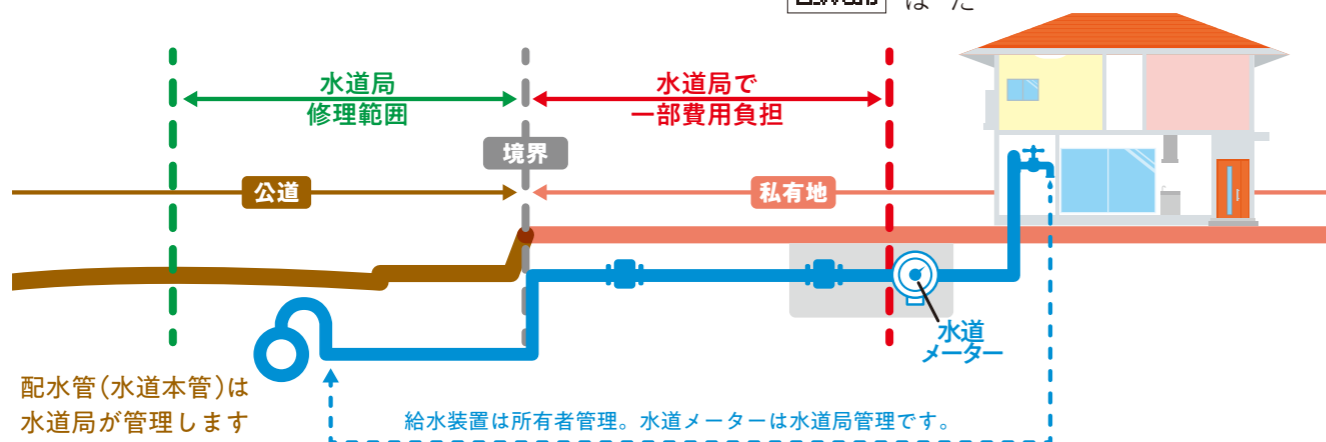 水道局
修理範囲
水道局で
一部費用負担
境界
公道
私有地
水道
メーター
配水管(水道本管)は
水道局が管理します
給水装置は所有者管理。水道メーターは水道局管理です。